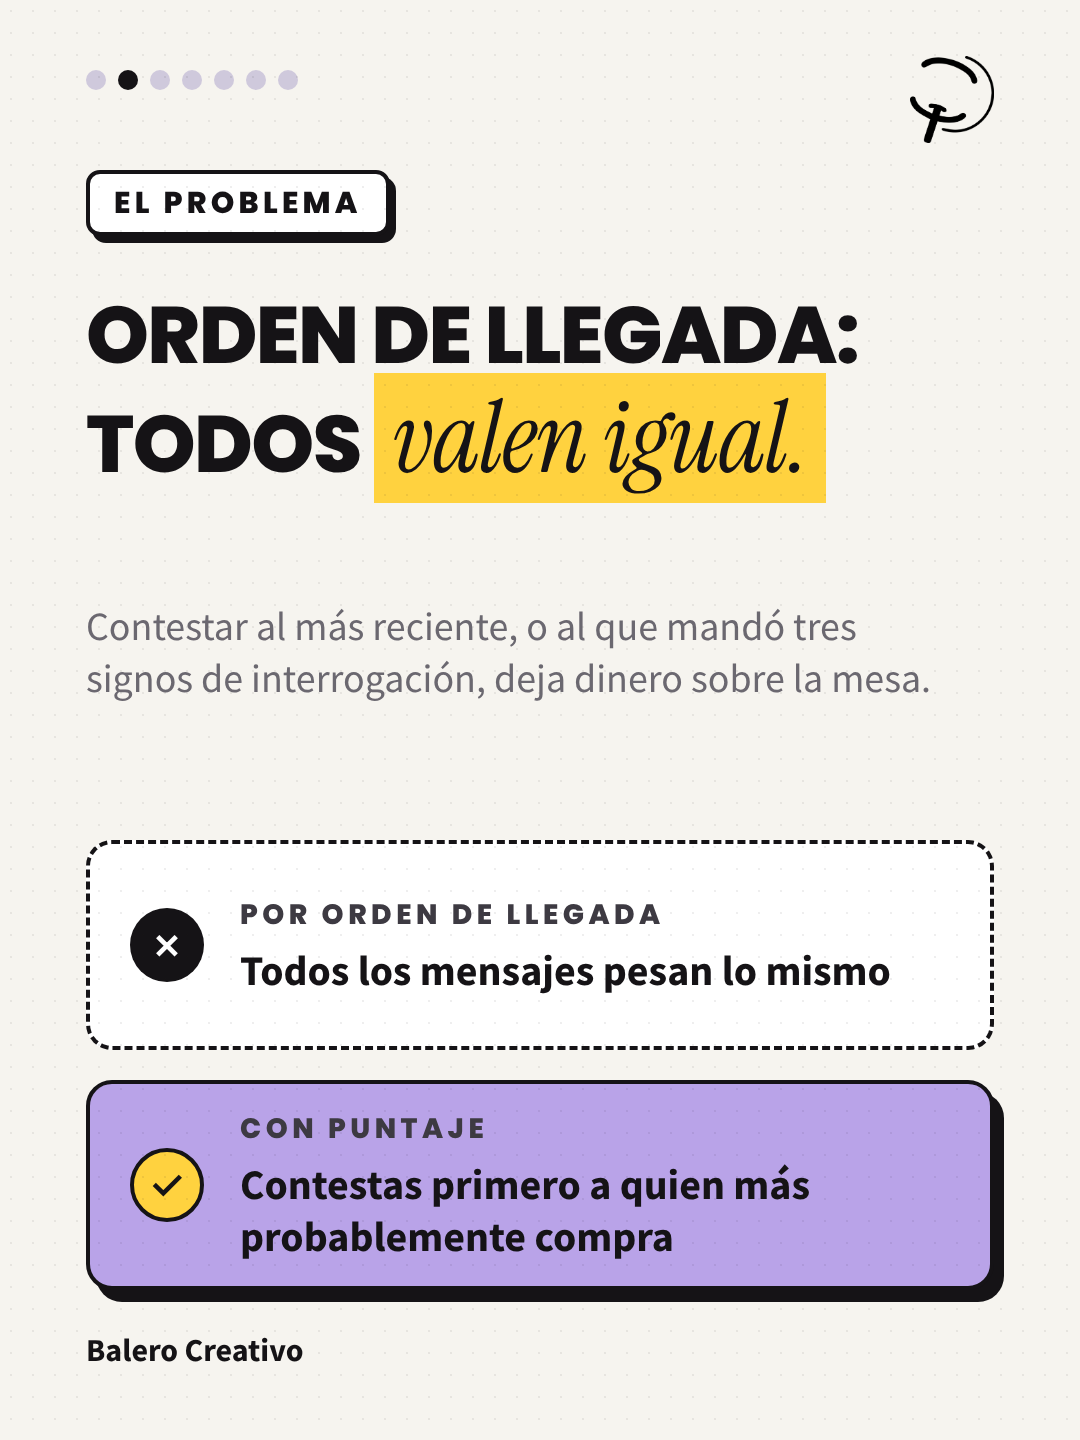 EL PROBLEMA
ORDEN DE LLEGADA:
TODOS valen igual.
Contestar al más reciente, o al que mandó tres
signos de interrogación, deja dinero sobre la mesa.
POR ORDEN DE LLEGADA
Todos los mensajes pesan lo mismo
CON PUNTAJE
Contestas primero a quien más
probablemente compra
Balero Creativo